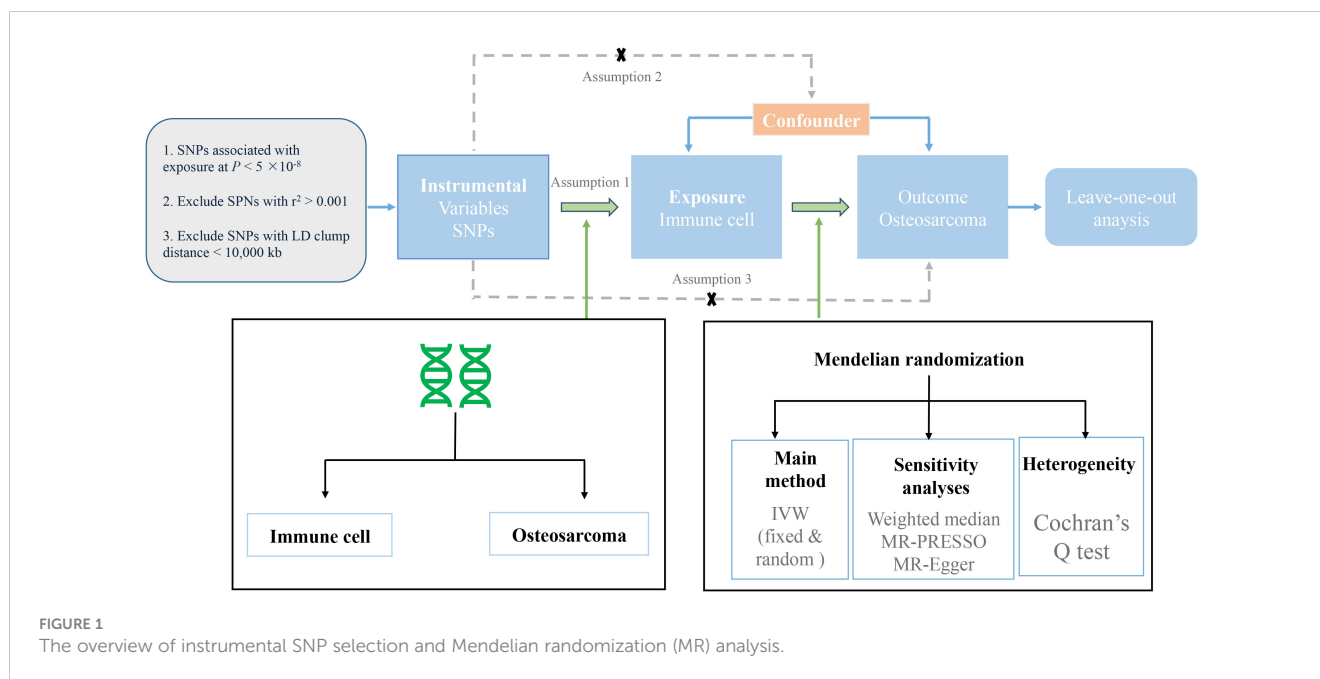 Assumption 2
Confounder
1. SNPs associated with
exposure at P < 5 ×10-8
2. Exclude SPNs with r² > 0.001
3. Exclude SNPs with LD clump
distance < 10,000 kb
Instrumental
Variables
SNPs
Assumption 1
Exposure
Immune cell
Outcome
Osteosarcoma
Leave-one-out
anaysis
Assumption 3
Immune cell
Osteosarcoma
Mendelian randomization
Main
method
IVW
(fixed &
random )
Sensitivity
analyses
Weighted median
MR-PRESSO
MR-Egger
Heterogeneity
Cochran’s
Q test
FIGURE 1
The overview of instrumental SNP selection and Mendelian randomization (MR) analysis.